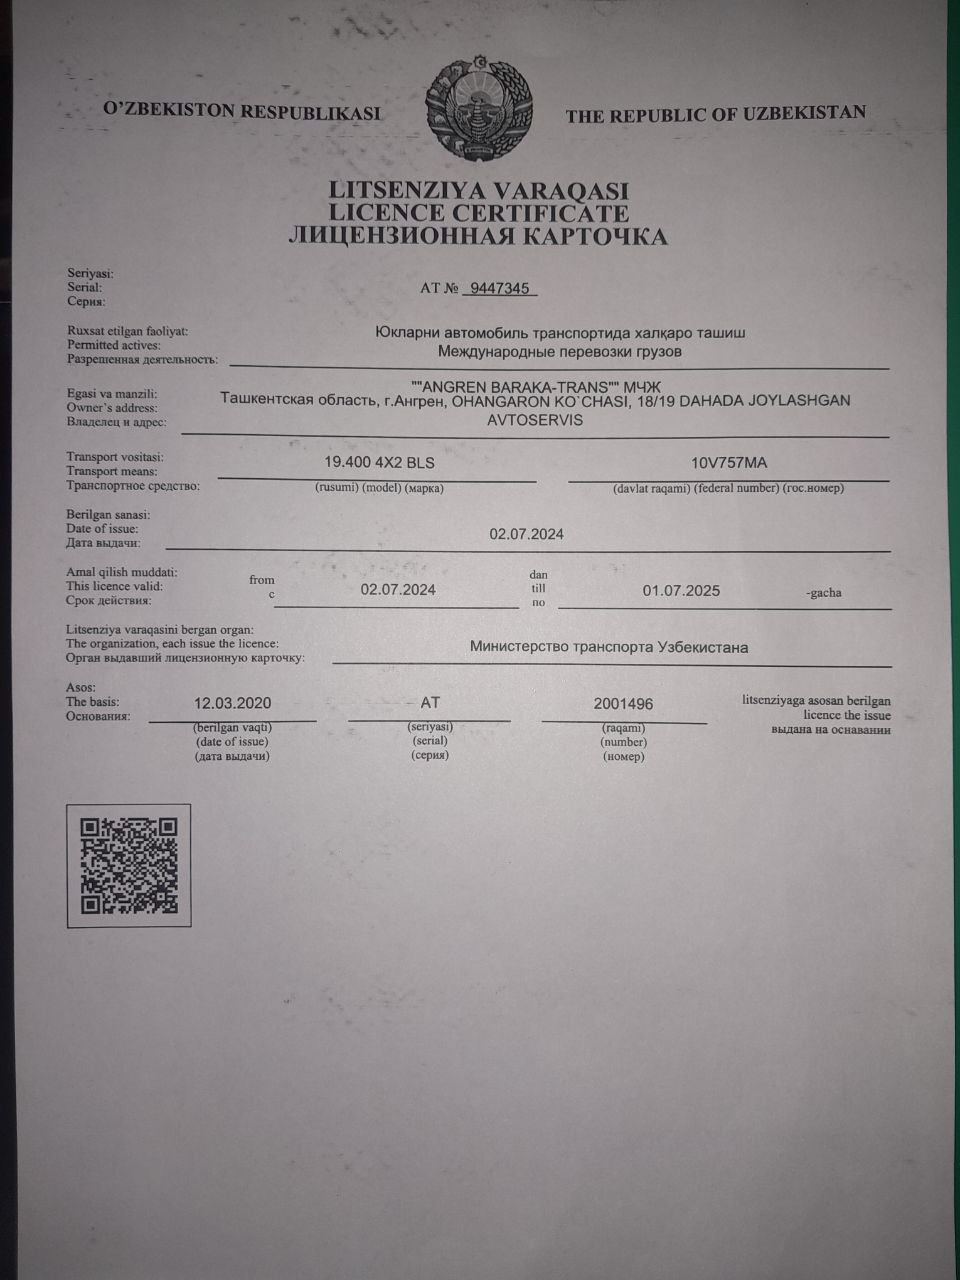 O'ZBEKISTON RESPUBLIKASI
THE REPUBLIC OF UZBEKISTAN
LITSENZIYA VARAQASI
LICENCE CERTIFICATE
ЛИЦЕНЗИОННАЯ КАРТОЧКА
Seriyasi:
Serial:
Серия:
AT № 9447345
Ruxsat etilgan faoliyat:
Permitted actives:
Разрешенная деятельность:
Юкларни автомобиль транспортида халқаро ташиш
Международные перевозки грузов
Egasi va manzili:
Owner's address:
Владелец и адрес:
""ANGREN BARAKA-TRANS"" МЧЖ
Ташкентская область, г.Ангрен, OHANGARON KO`CHASI, 18/19 DAHADA JOYLASHGAN
AVTOSERVIS
Transport vositasi:
Transport means:
Транспортное средство:
19.400 4X2 BLS
(rusumi) (model) (марка)
10V757MA
(davlat raqami) (federal number) (гос.номер)
Berilgan sanasi:
Date of issue:
Дата выдачи:
02.07.2024
Amal qilish muddati:
This licence valid:
Срок действия:
from
с
02.07.2024
dan
till
по
01.07.2025
-gacha
Litsenziya varaqasini bergan organ:
The organization, each issue the licence:
Орган выдавший лицензионную карточку:
Министерство транспорта Узбекистана
Asos:
The basis:
Основания:
12.03.2020
(berilgan vaqti)
(date of issue)
(дата выдачи)
AT
(seriyasi)
(serial)
(серия)
2001496
(raqami)
(number)
(номер)
litsenziyaga asosan berilgan
licence the issue
выдана на оснавании